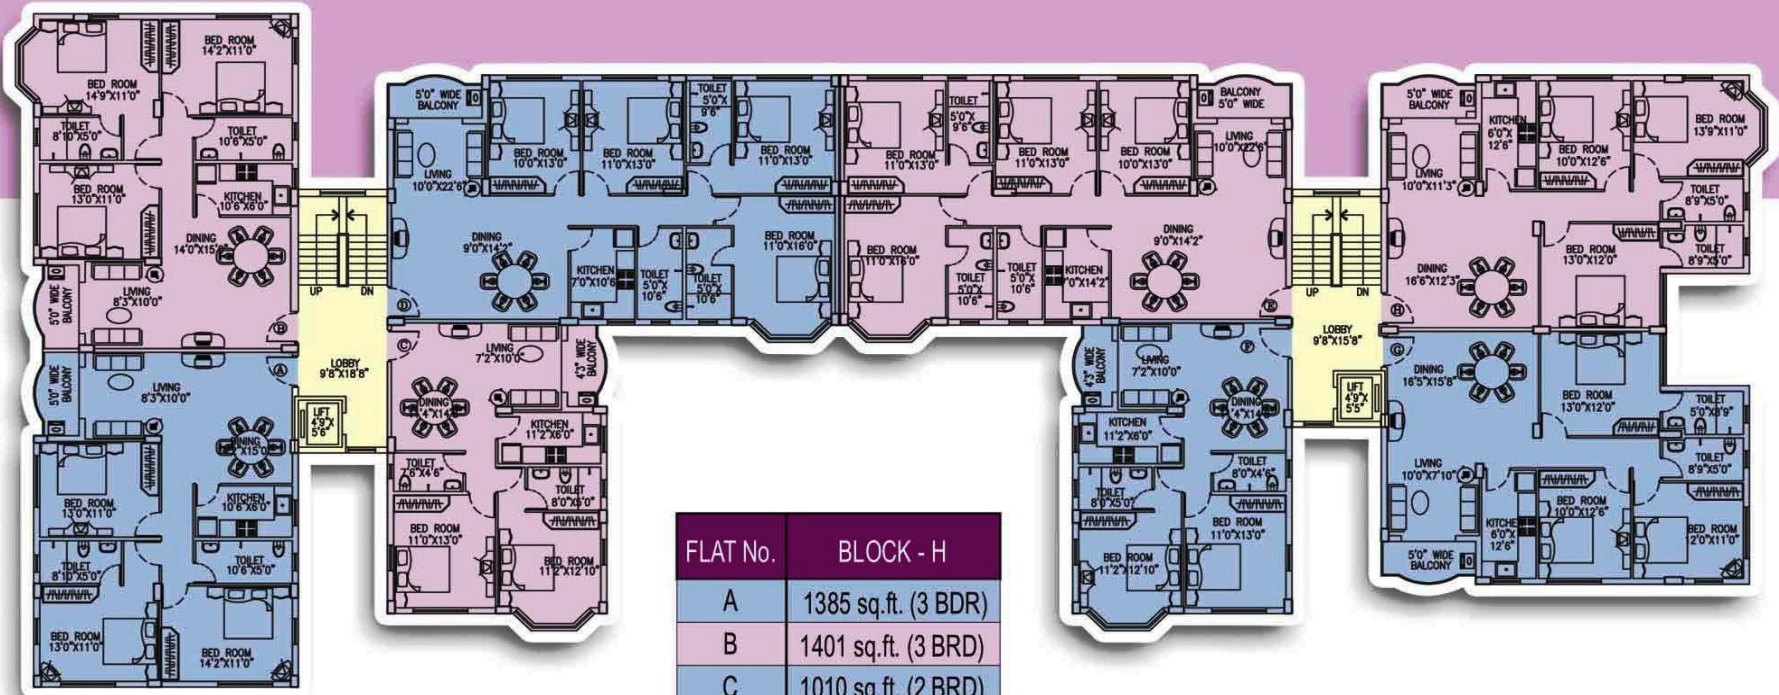 BED ROOM
14'9"X11'0"
BED ROOM
14'2"X11'0"
TOILET
8'10"X5'0"
TOILET
10'6"X5'0"
BED ROOM
13'0"X11'0"
KITCHEN
10'6"X6'0"
DINING
LIVING
8'3"X10'0"
5'0" WIDE
BALCONY
B
UP
DN
LOBBY
9'8"X18'8"
LIFT
4'9"X
5'6"
5'0" WIDE
BALCONY
LIVING
8'3"X10'0"
A
DINING
BED ROOM
13'0"X11'0"
KITCHEN
10'6"X6'0"
TOILET
8'10"X5'0"
TOILET
10'6"X5'0"
BED ROOM
13'0"X11'0"
BED ROOM
14'2"X11'0"
5'0" WIDE
BALCONY
LIVING
10'0"X22'6"
BED ROOM
10'0"X13'0"
BED ROOM
11'0"X13'0"
TOILET
5'0"X
9'6"
BED ROOM
11'0"X13'0"
DINING
9'0"X14'2"
D
KITCHEN
7'0"X10'6
TOILET
5'0"X
10'6"
TOILET
5'0"X
10'6
BED ROOM
11'0"X16'0"
C
LIVING
7'2"X10'0"
4'3" WIDE
BALCONY
DINING
KITCHEN
11'2"X6'0"
TOILET
7'6"X4'6"
TOILET
BED ROOM
11'0"X13'0"
BED ROOM
11'2"X12'10"
BED ROOM
11'0"X13'0"
TOILET
5'0"X
9'6"
BED ROOM
11'0"X13'0"
BED ROOM
10'0"X13'0"
BALCONY
5'0" WIDE
LIVING
10'0"X22'6"
BED ROOM
11'0"X16'0"
TOILET
5'0"X
10'6"
TOILET
5'0"X
10'6"
KITCHEN
DINING
9'0"X14'2"
E
4'3" WIDE
BALCONY
LIVING
7'2"X10'0"
F
DINING
KITCHEN
11'2"X6'0"
TOILET
8'0"X5'0"
TOILET
8'0"X4'6"
BED ROOM
11'2"X12'10"
BED ROOM
11'0"X13'0"
UP
DN
LOBBY
9'8"X15'8"
LIFT
4'9"X
5'5"
5'0" WIDE
BALCONY
KITCHEN
6'0"X
12'6"
BED ROOM
10'0"X12'6"
BED ROOM
13'9"X11'0"
LIVING
10'0"X11'3"
TOILET
8'9"X5'0"
TOILET
8'9"X5'0"
BED ROOM
13'0"X12'0"
DINING
16'6"X12'3"
H
G
DINING
16'5"X15'8"
BED ROOM
13'0"X12'0"
TOILET
5'0"X8'9"
TOILET
8'9"X5'0"
LIVING
10'0"X7'10"
KITCHE
6'0"X
12'6"
BED ROOM
10'0"X12'6"
BED ROOM
2'0"X11'0"
5'0" WIDE
BALCONY
FLAT No. BLOCK - H
A 1385 sq.ft. (3 BDR)
B 1401 sq.ft. (3 BRD)
C 1010 sq.ft. (2 BRD)